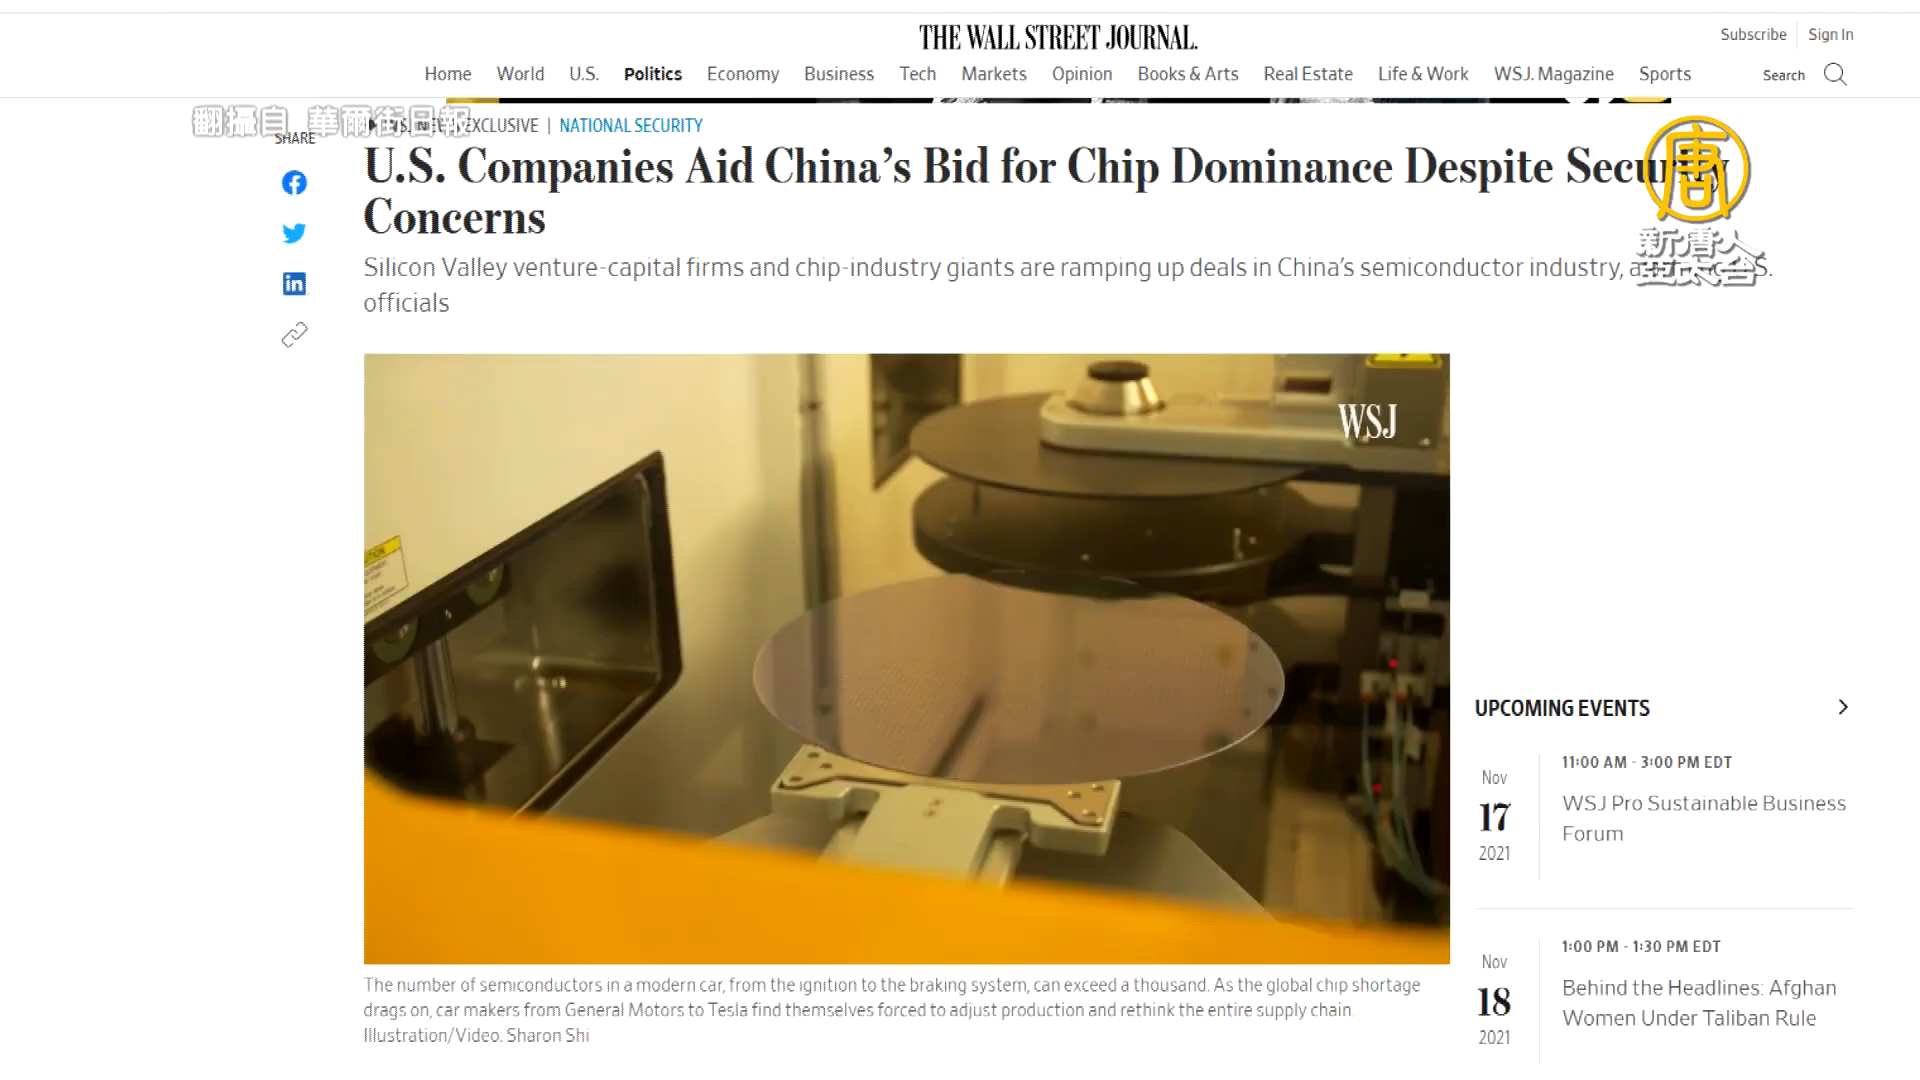 THE WALL STREET JOURNAL.
Subscribe
Sign In
Home World U.S. Politics Economy Business Tech Markets Opinion Books & Arts Real Estate Life & Work WSJ. Magazine Sports
Search
翻攝自 華爾街日報
SHARE
EXCLUSIVE | NATIONAL SECURITY
U.S. Companies Aid China's Bid for Chip Dominance Despite Security
Concerns
Silicon Valley venture-capital firms and chip-industry giants are ramping up deals in China's semiconductor industry,
officials
唐
新唐人
亞太台
WSJ
The number of semiconductors in a modern car, from the ignition to the braking system, can exceed a thousand. As the global chip shortage
drags on, car makers from General Motors to Tesla find themselves forced to adjust production and rethink the entire supply chain.
Illustration/Video: Sharon Shi
UPCOMING EVENTS
Nov
17
2021
11:00 AM - 3:00 PM EDT
WSJ Pro Sustainable Business
Forum
Nov
18
2021
1:00 PM - 1:30 PM EDT
Behind the Headlines: Afghan
Women Under Taliban Rule